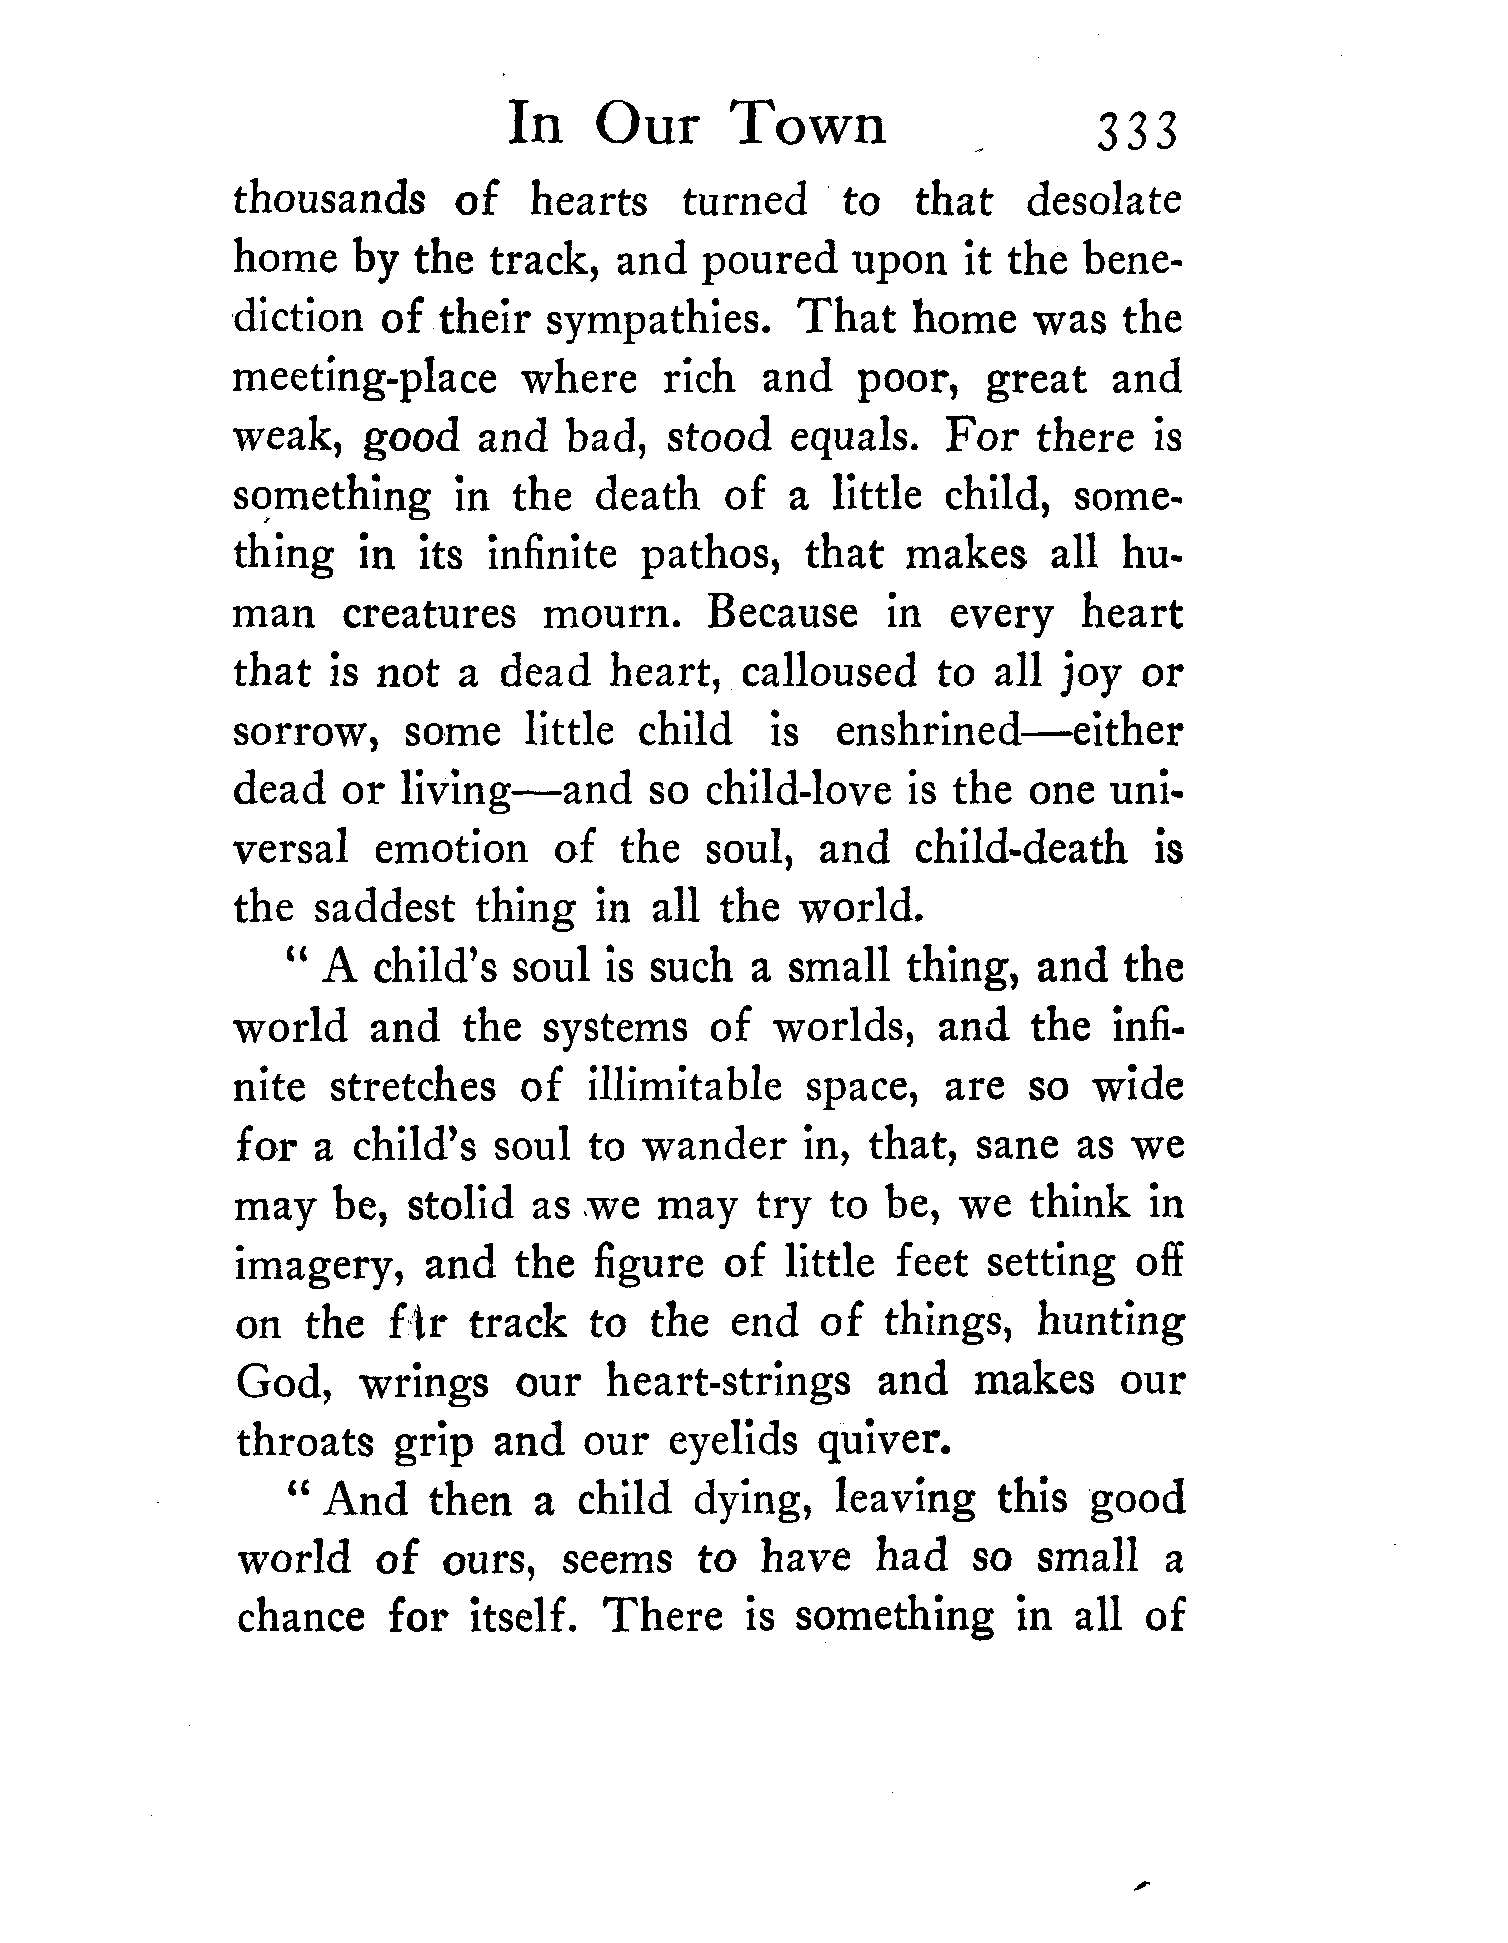 In Our Town 333
thousands of hearts turned to that desolate
home by the track, and poured upon it the bene-
diction of their sympathies. That home was the
meeting-place where rich and poor, great and
weak, good and bad, stood equals. For there is
something in the death of a little child, some-
thing in its infinite pathos, that makes all hu-
man creatures mourn. Because in every heart
that is not a dead heart, calloused to all joy or
sorrow, some little child is enshrined—either
dead or living—and so child-love is the one uni-
versal emotion of the soul, and child-death is
the saddest thing in all the world.
“ A child's soul is such a small thing, and the
world and the systems of worlds, and the infi-
nite stretches of illimitable space, are so wide
for a child's soul to wander in, that, sane as we
may be, stolid as we may try to be, we think in
imagery, and the figure of little feet setting off
on the far track to the end of things, hunting
God, wrings our heart-strings and makes our
throats grip and our eyelids quiver.
“ And then a child dying, leaving this good
world of ours, seems to have had so small a
chance for itself. There is something in all of